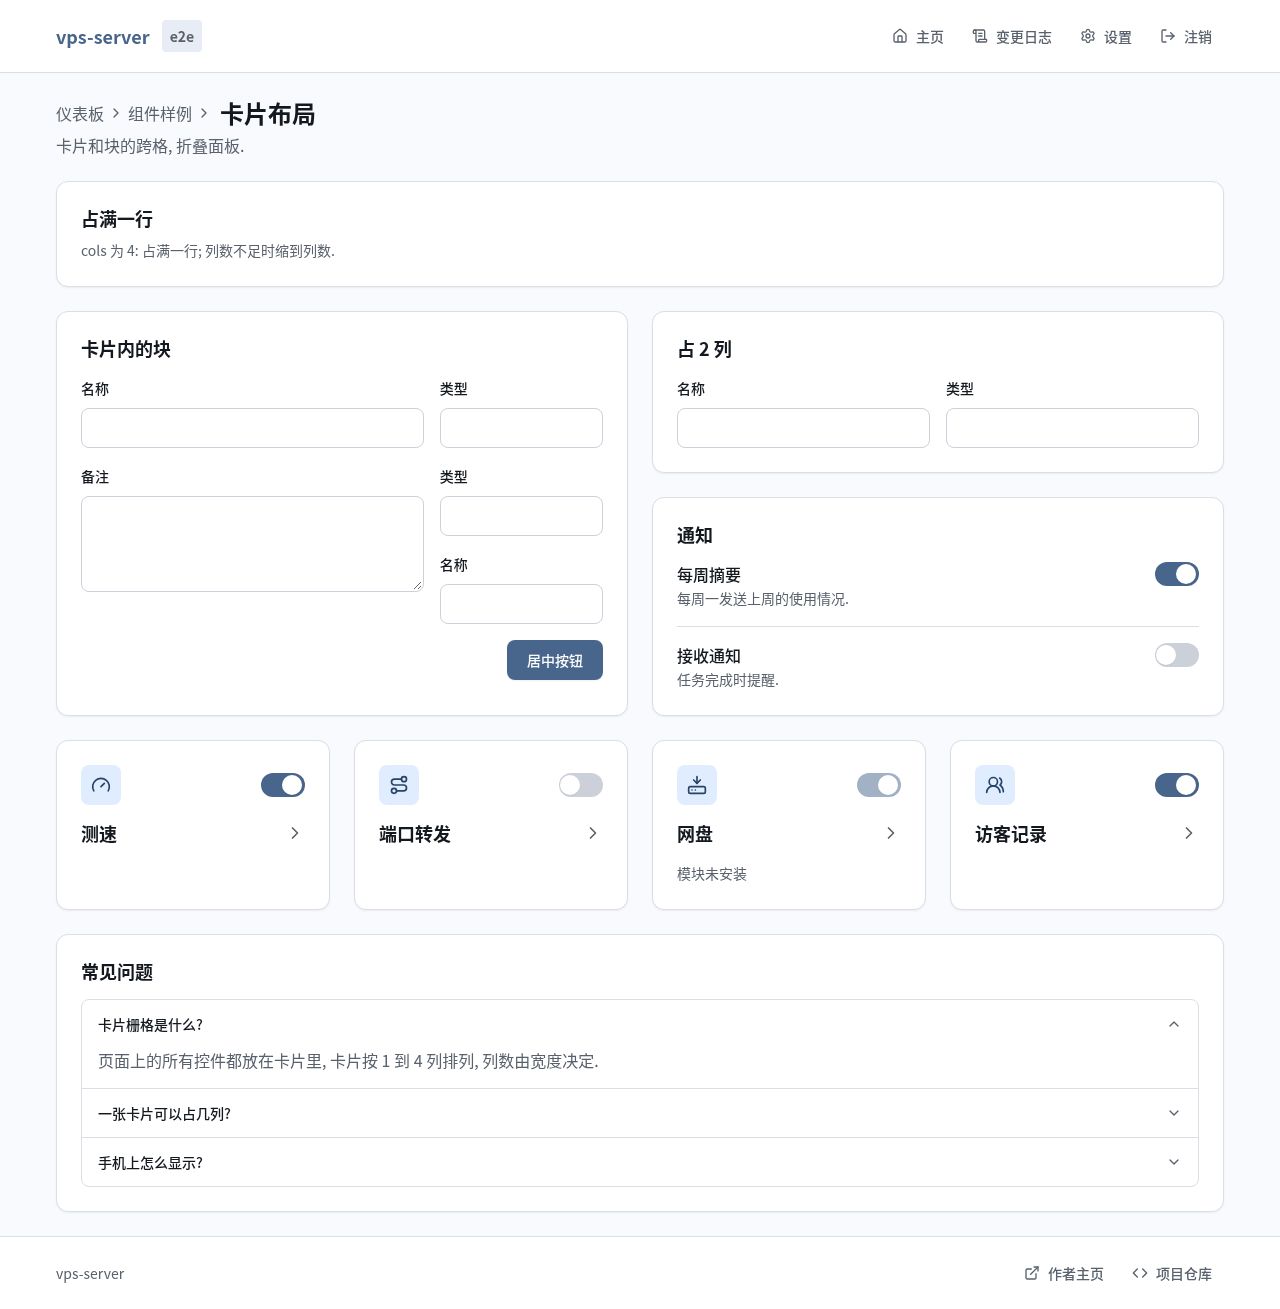 vps-server e2e 主页 变更日志 设置 注销
仪表板 组件样例 卡片布局
卡片和块的跨格, 折叠面板.
占满一行
cols 为 4: 占满一行; 列数不足时缩到列数.
卡片内的块
名称 类型
备注 类型
名称
居中按钮
占 2 列
名称 类型
通知
每周摘要
每周一发送上周的使用情况.
接收通知
任务完成时提醒.
测速
端口转发
网盘
模块未安装
访客记录
常见问题
卡片栅格是什么?
页面上的所有控件都放在卡片里, 卡片按 1 到 4 列排列, 列数由宽度决定.
一张卡片可以占几列?
手机上怎么显示?
vps-server 作者主页 项目仓库